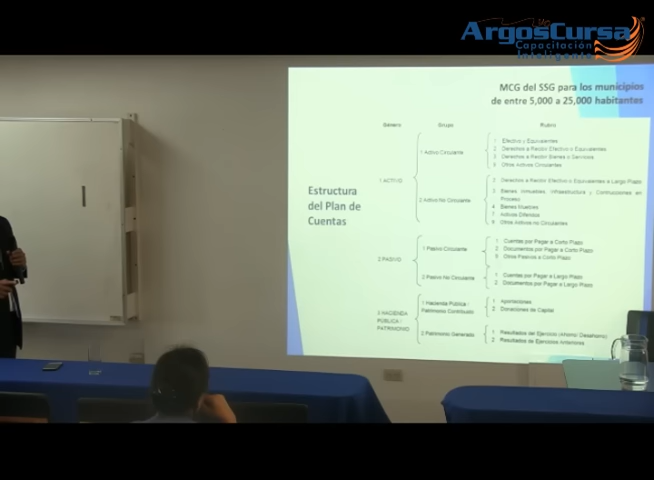 ArgosCursa
Capacitación
Inteligente
MCG del SSG para los municipios
de entre 5,000 a 25,000 habitantes
Género Grupo Rubro
Estructura
del Plan de
Cuentas
1 ACTIVO
1 Activo Circulante
1 Efectivo y Equivalentes
2 Derechos a Recibir Efectivo o Equivalentes
3 Derechos a Recibir Bienes o Servicios
Otros Activos Circulantes
2 Activo No Circulante
2 Derechos a Recibir Efectivo o Equivalentes a Largo Plazo
3 Bienes Inmuebles, Infraestructura y Construcciones en
Proceso
4 Bienes Muebles
7 Activos Diferidos
9 Otros Activos no Circulantes
2 PASIVO
1 Pasivo Circulante
1 Cuentas por Pagar a Corto Plazo
2 Documentos por Pagar a Corto Plazo
9 Otros Pasivos a Corto Plazo
2 Pasivo No Circulante
1 Cuentas por Pagar a Largo Plazo
2 Documentos por Pagar a Largo Plazo
3 HACIENDA
PÚBLICA /
PATRIMONIO
1 Hacienda Pública /
Patrimonio Contribuido
1 Aportaciones
2 Donaciones de Capital
2 Patrimonio Generado
1 Resultados del Ejercicio (Ahorro/ Desahorro)
2 Resultados de Ejercicios Anteriores